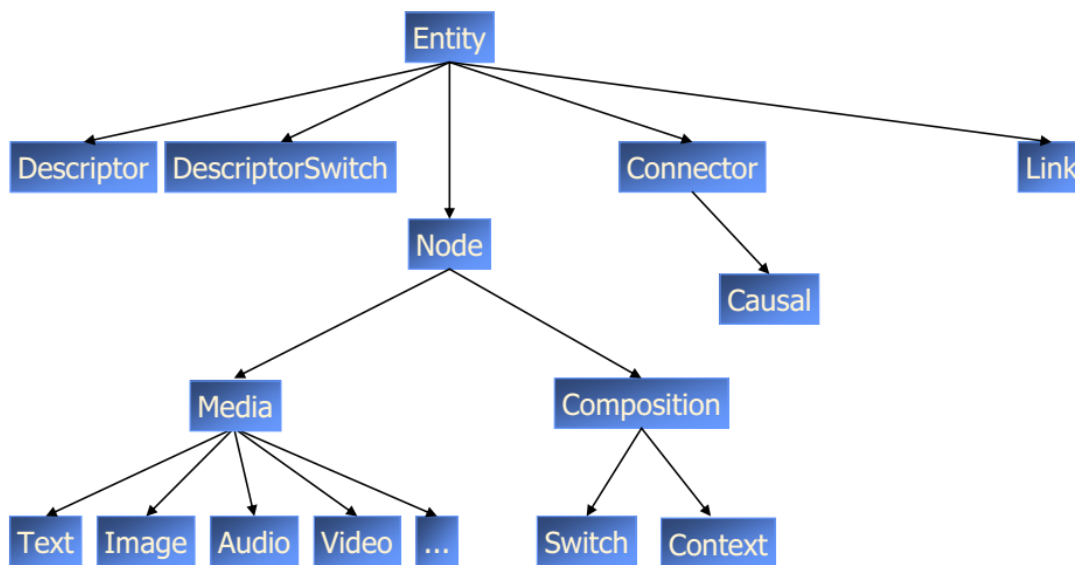 Entity
Descriptor
DescriptorSwitch
Connector
Link
Node
Causal
Media
Composition
Text
Image
Audio
Video
...
Switch
Context